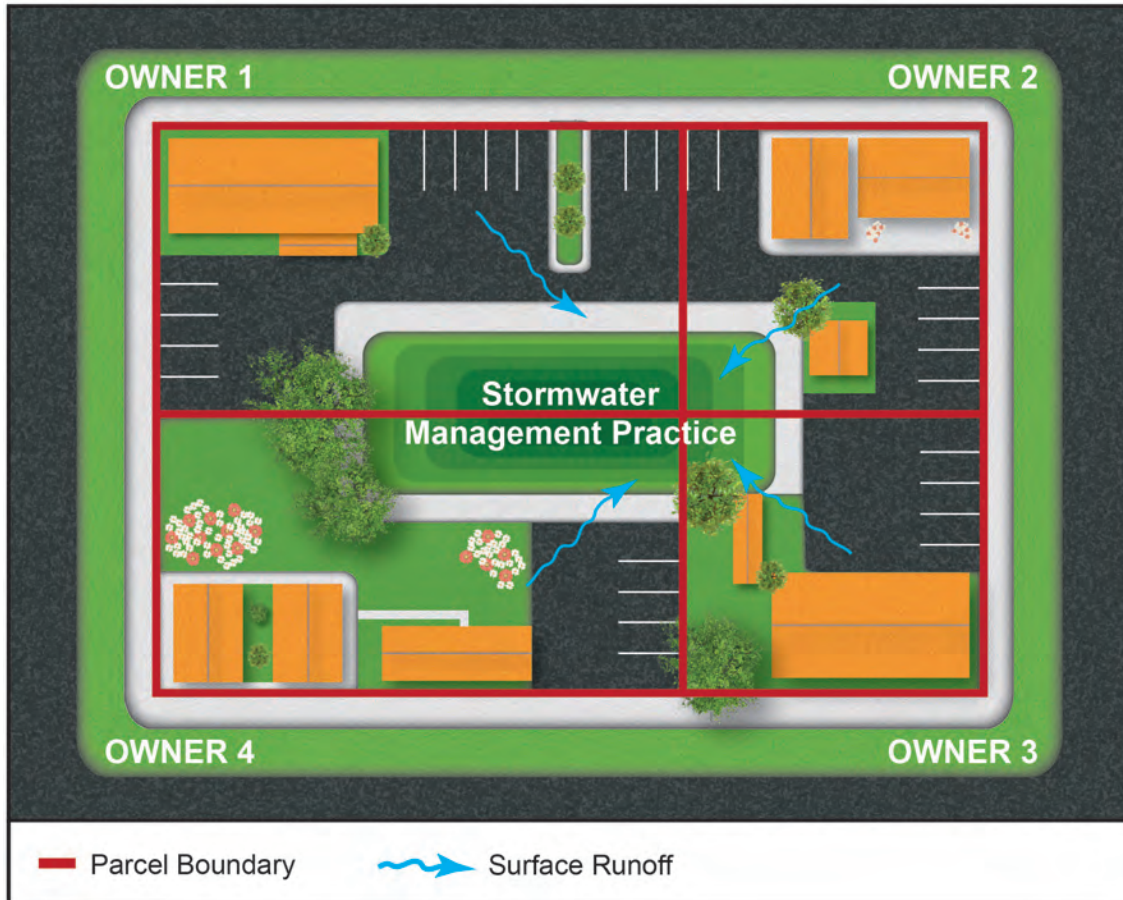 OWNER 1
OWNER 2
Stormwater
Management Practice
OWNER 4
OWNER 3
Parcel Boundary
Surface Runoff